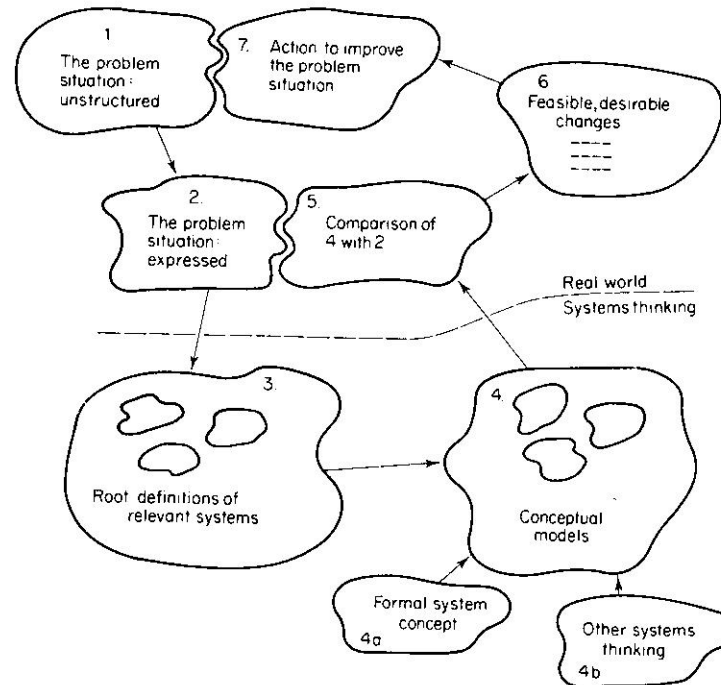 1
The problem
situation:
unstructured
7.
Action to improve
the problem
situation
6
Feasible, desirable
changes
2.
The problem
situation:
expressed
5.
Comparison of
4 with 2
Real world
Systems thinking
3.
Root definitions of
relevant systems
4.
Conceptual
models
Formal system
concept
4a
Other systems
thinking
4b